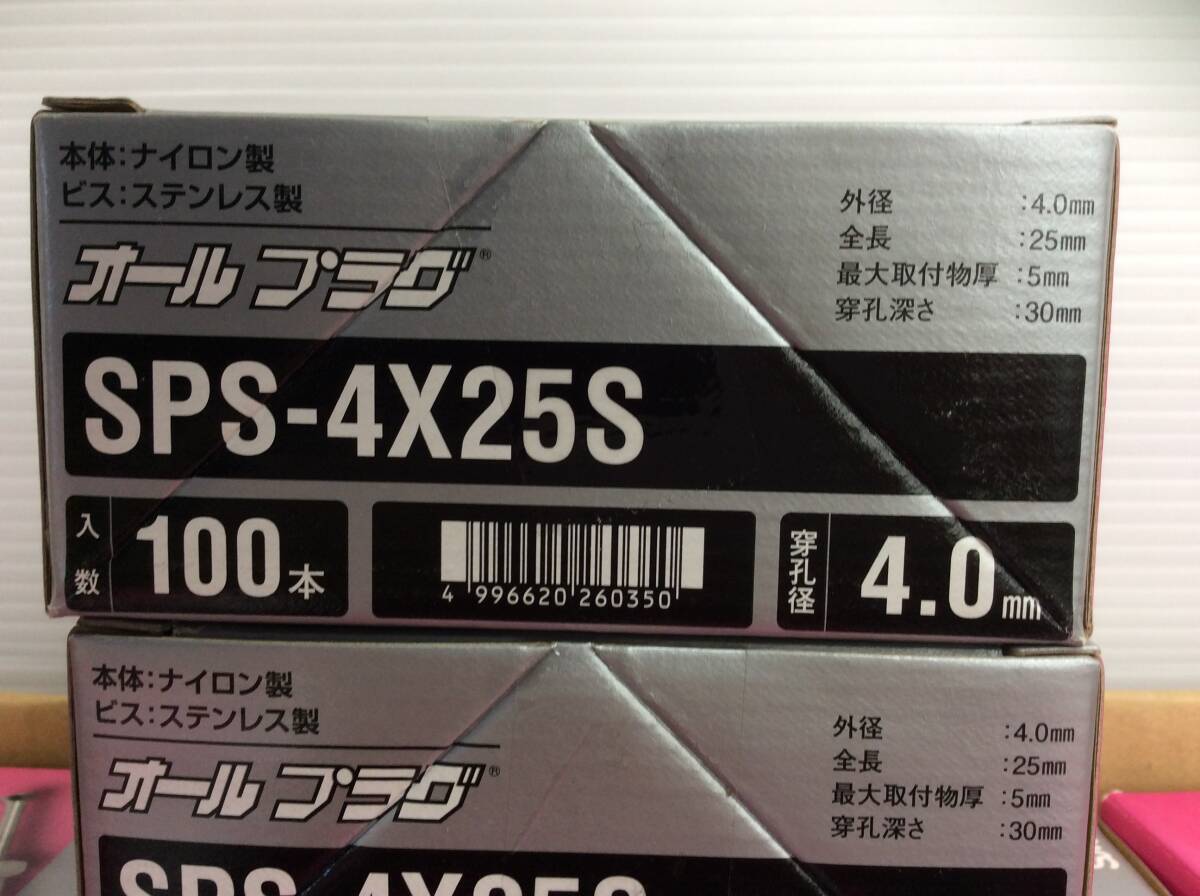 本体:ナイロン製
ビス:ステンレス製
オールプラグ®
外径 :4.0mm
全長 :25mm
最大取付物厚 :5mm
穿孔深さ :30mm
SPS-4X25S
入数 100本
4 996620 260350
穿孔径 4.0mm
本体:ナイロン製
ビス:ステンレス製
オールプラグ®
外径 :4.0mm
全長 :25mm
最大取付物厚 :5mm
穿孔深さ :30mm
SPS-4X25S